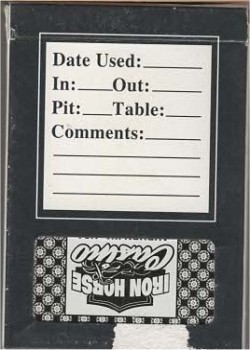 Date Used:
In: Out:
Pit: Table:
Comments:
IRON HORSE
Casino